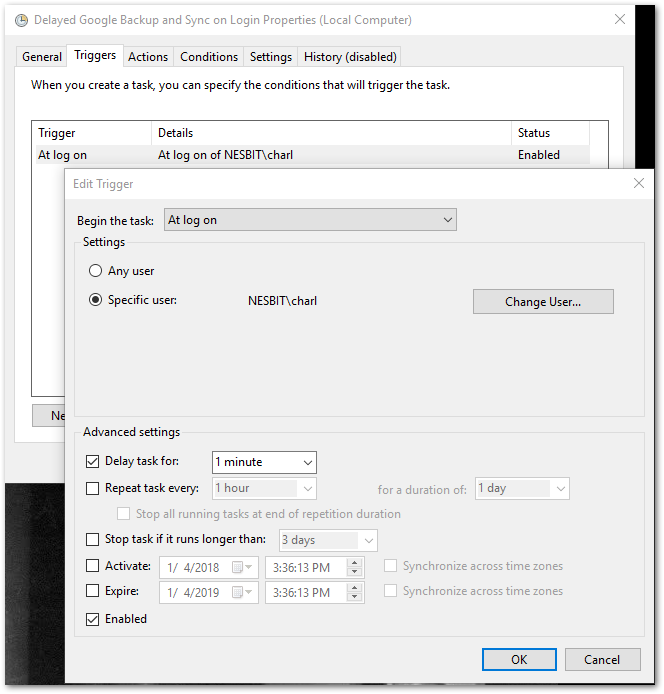 Delayed Google Backup and Sync on Login Properties (Local Computer)
General Triggers Actions Conditions Settings History (disabled)
When you create a task, you can specify the conditions that will trigger the task.
Trigger Details Status
At log on At log on of NESBIT\charl Enabled
Edit Trigger
Begin the task: At log on
Settings
Any user
Specific user: NESBIT\charl Change User...
Ne
Advanced settings
Delay task for: 1 minute
Repeat task every: 1 hour for a duration of: 1 day
Stop all running tasks at end of repetition duration
Stop task if it runs longer than: 3 days
Activate: 1/ 4/2018 3:36:13 PM Synchronize across time zones
Expire: 1/ 4/2019 3:36:13 PM Synchronize across time zones
Enabled
OK Cancel